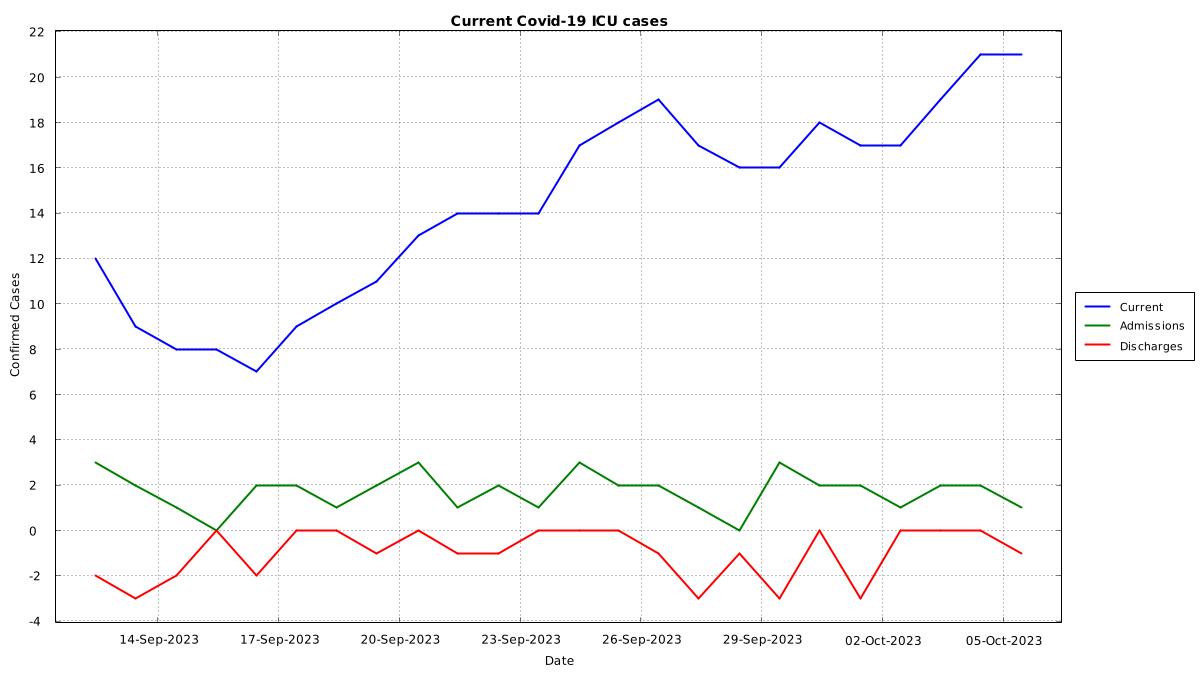 Current Covid-19 ICU cases
22
20
18
16
14
12
10
8
6
4
2
0
-2
-4
Confirmed Cases
14-Sep-2023 17-Sep-2023 20-Sep-2023 23-Sep-2023 26-Sep-2023 29-Sep-2023 02-Oct-2023 05-Oct-2023
Date
Current
Admissions
Discharges